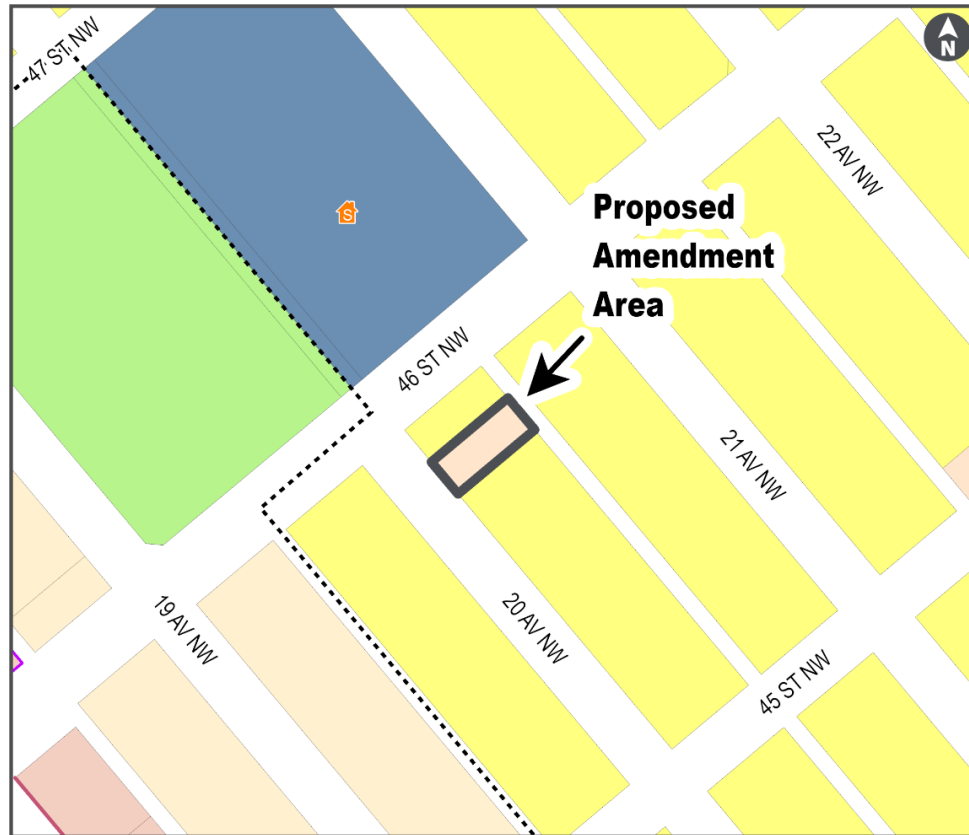 47 ST NW
N
22 AV NW
S
Proposed
Amendment
Area
46 ST NW
21 AV NW
20 AV NW
19 AV NW
45 ST NW